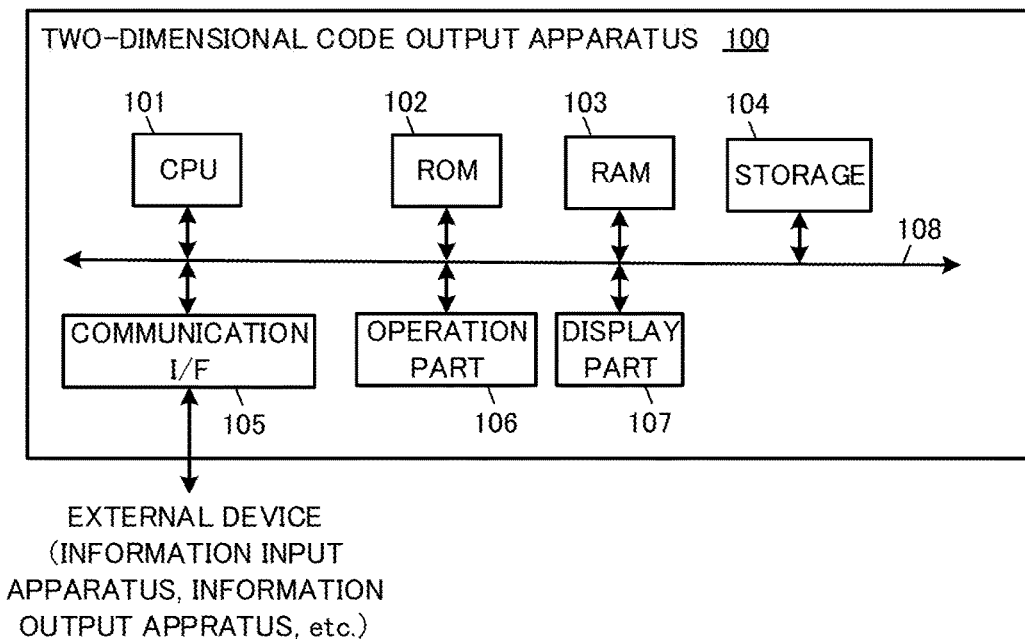 TWO-DIMENSIONAL CODE OUTPUT APPARATUS 100
101
102
103
104
CPU
ROM
RAM
STORAGE
108
COMMUNICATION
I/F
OPERATION
PART
DISPLAY
PART
105
106
107
EXTERNAL DEVICE
(INFORMATION INPUT
APPARATUS, INFORMATION
OUTPUT APPRATUS, etc.)